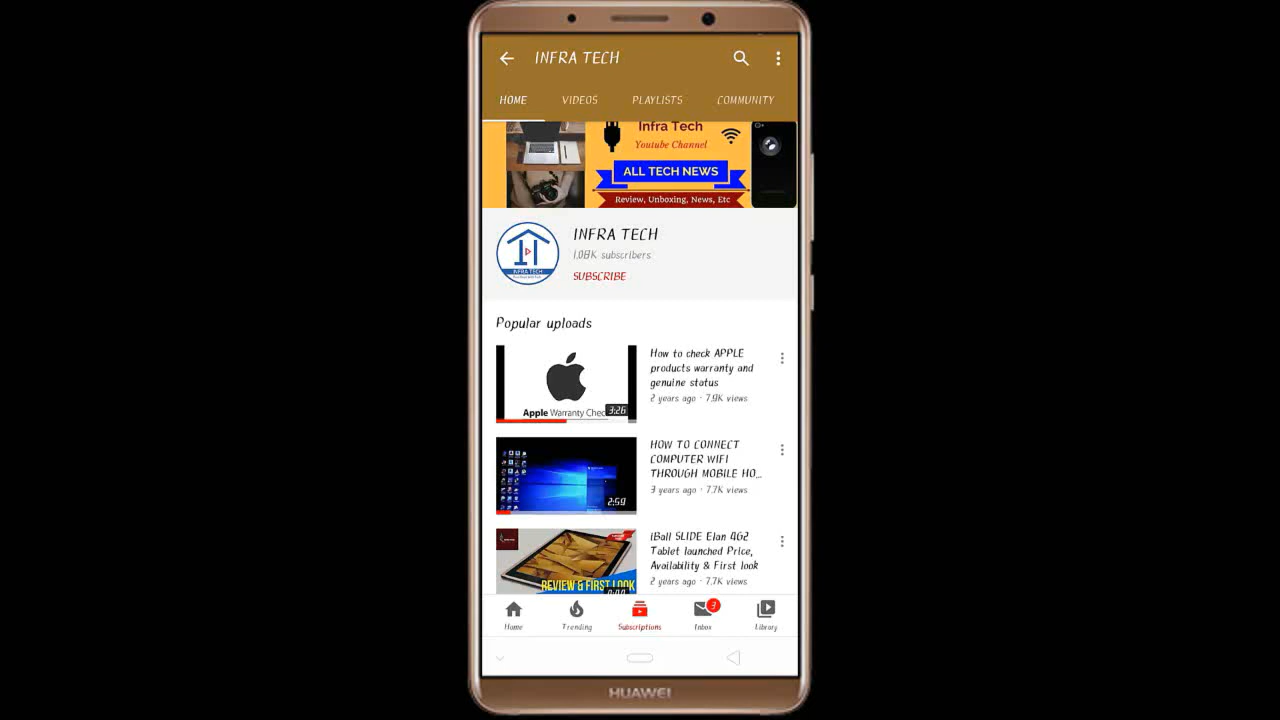 INFRA TECH
HOME VIDEOS PLAYLISTS COMMUNITY
Infra Tech
Youtube Channel
ALL TECH NEWS
Review, Unboxing, News, Etc
INFRA TECH
INFRA TECH
1.08K subscribers
SUBSCRIBE
Popular uploads
Apple Warranty Chec
3:26
How to check APPLE
products warranty and
genuine status
2 years ago · 7.9K views
2:59
HOW TO CONNECT
COMPUTER WIFI
THROUGH MOBILE HO...
3 years ago · 7.7K views
REVIEW & FIRST LOOK
iBall SLIDE Elan 4G2
Tablet launched Price,
Availability & First look
2 years ago · 7.7K views
7
Home Trending Subscriptions Inbox Library
HUAWEI